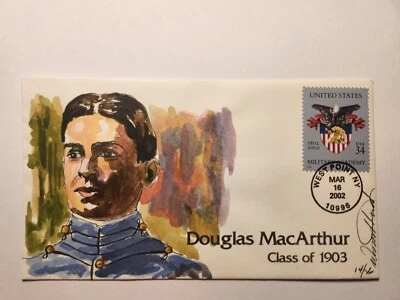 UNITED STATES
1802
2002
USA
34
MILITARY ACADEMY
WEST POINT NY
MAR
16
2002
10996
Douglas MacArthur
Class of 1903